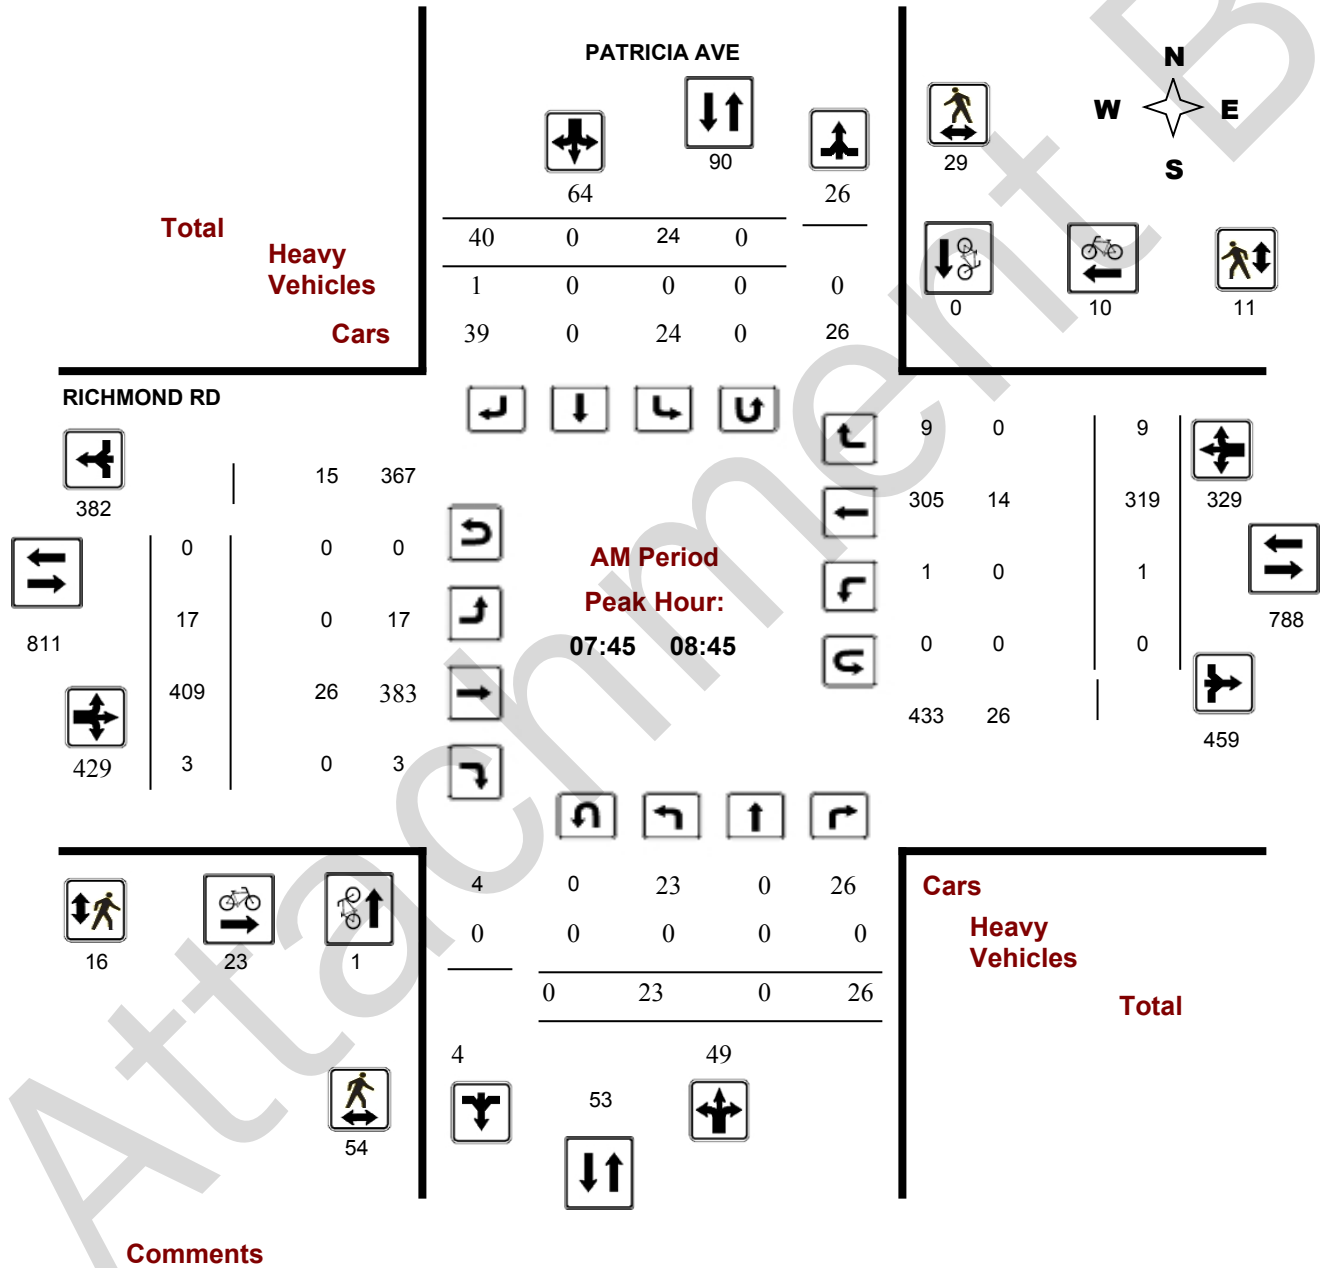 PATRICIA AVE
N
W E
S
90
29
64
26
Total
40 0 24 0
Heavy
Vehicles
1 0 0 0 0
0 10 11
Cars
39 0 24 0 26
RICHMOND RD
9 0 9
15 367
382
305 14 319 329
0 0 0
AM Period
1 0 1
Peak Hour:
17 0 17
788
811
07:45 08:45
0 0 0
409 26 383
433 26
459
429 3 0 3
4 0 23 0 26
Cars
0 0 0 0 0
Heavy
Vehicles
16 23 1
0 23 0 26
Total
4 49
53
54
Comments
Attachment B